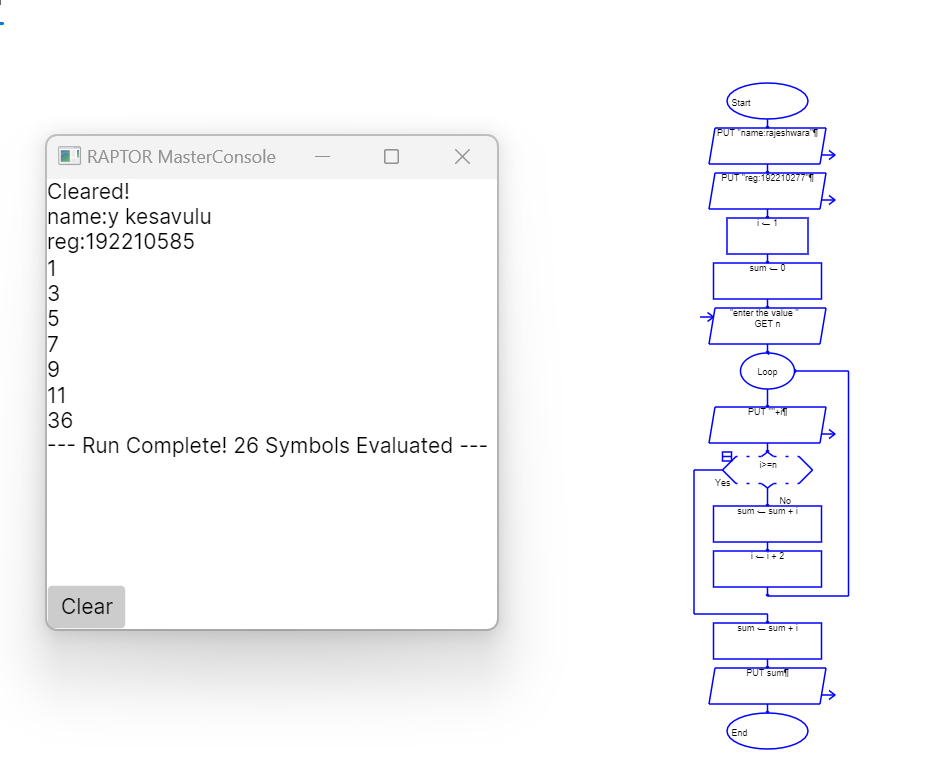 RAPTOR MasterConsole
Cleared!
name:y kesavulu
reg:192210585
1
3
5
7
9
11
36
--- Run Complete! 26 Symbols Evaluated ---
Clear
Start
PUT "name:rajeshwara"¶
PUT "reg:192210277"¶
i ← 1
sum ← 0
"enter the value "
GET n
Loop
PUT ""+i¶
i>=n
Yes
No
sum ← sum + i
i ← i + 2
sum ← sum + i
PUT sum¶
End